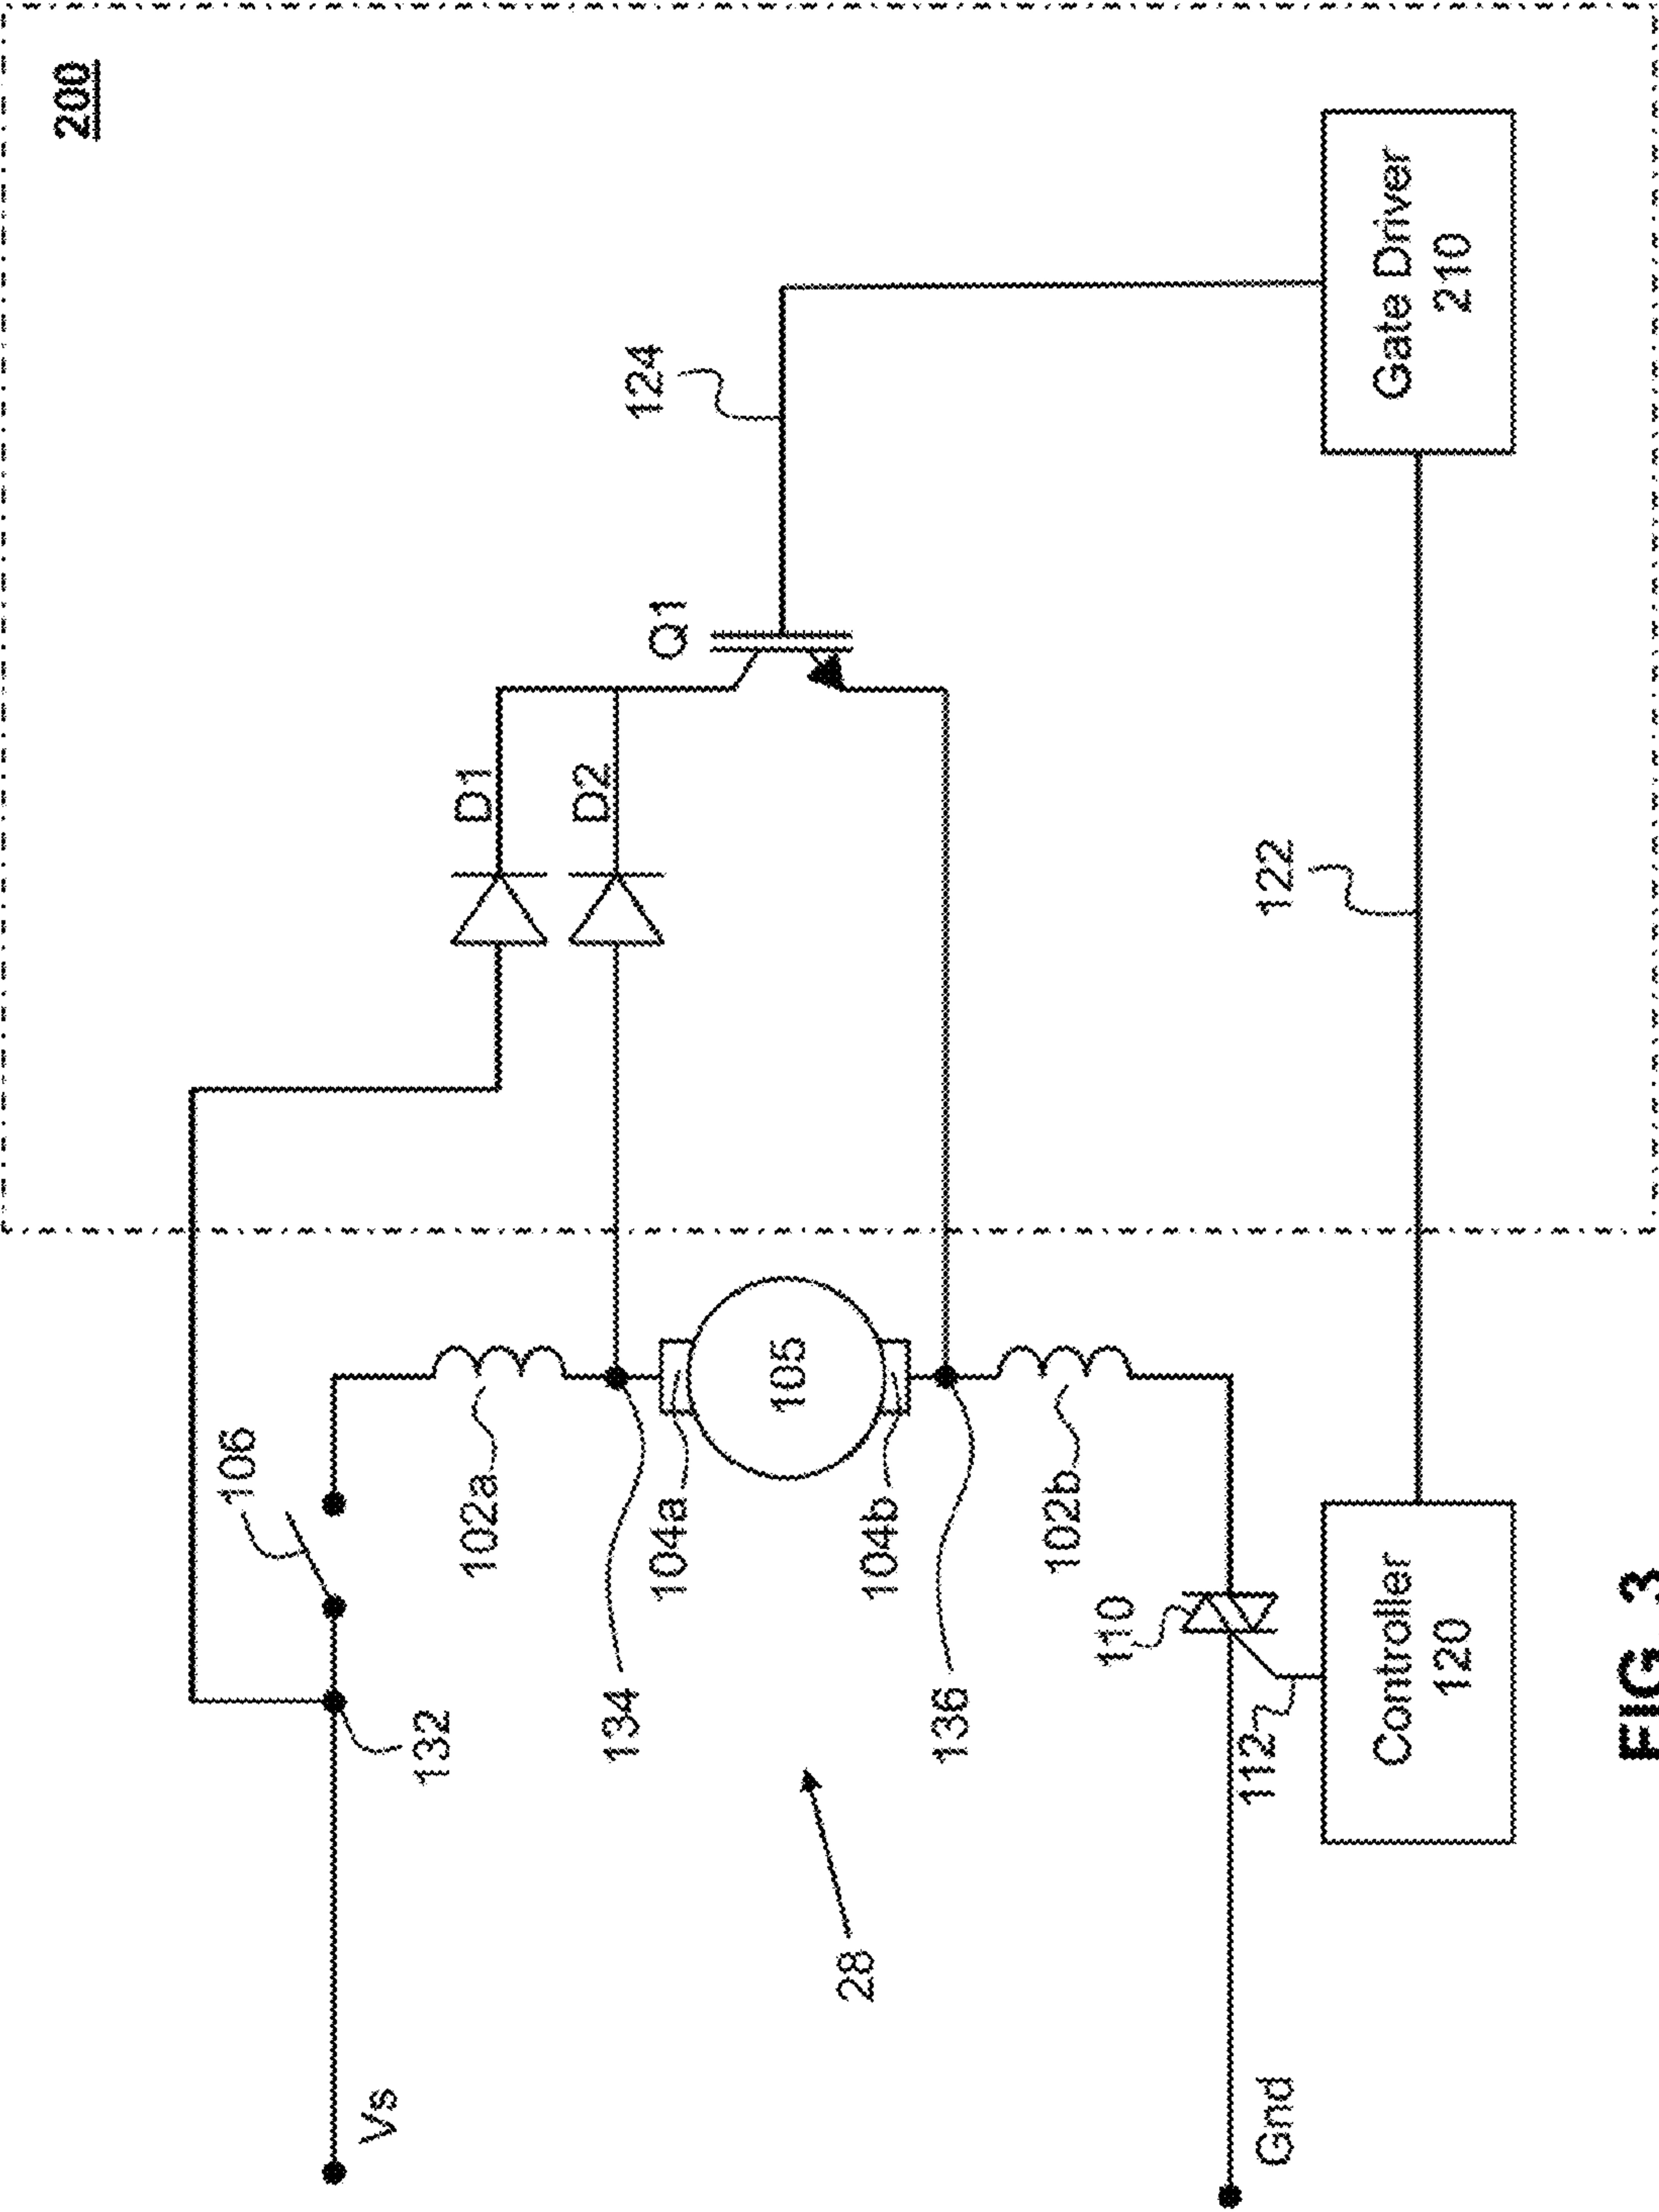 200
106
132
Vs
102a
D1
D2
Q1
124
134
104a
105
104b
136
28
102b
110
112
Gnd
122
Controller
120
Gate Driver
210
FIG. 3